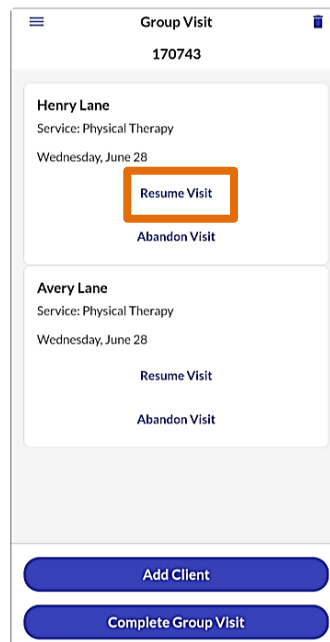 Group Visit
170743
Henry Lane
Service: Physical Therapy
Wednesday, June 28
Resume Visit
Abandon Visit
Avery Lane
Service: Physical Therapy
Wednesday, June 28
Resume Visit
Abandon Visit
Add Client
Complete Group Visit